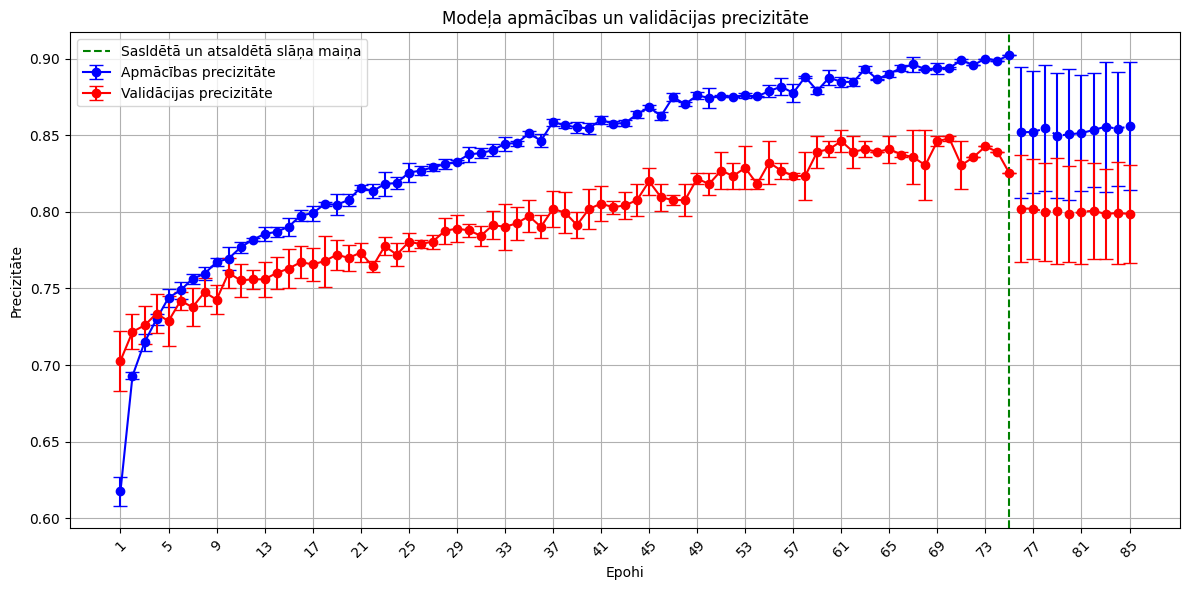 Modeļa apmācības un validācijas precizitāte
Sasldētā un atsaldētā slāņa maiņa
Apmācības precizitāte
Validācijas precizitāte
Precizitāte
0.90
0.85
0.80
0.75
0.70
0.65
0.60
1 5 9 13 17 21 25 29 33 37 41 45 49 53 57 61 65 69 73 77 81 85
Epohi